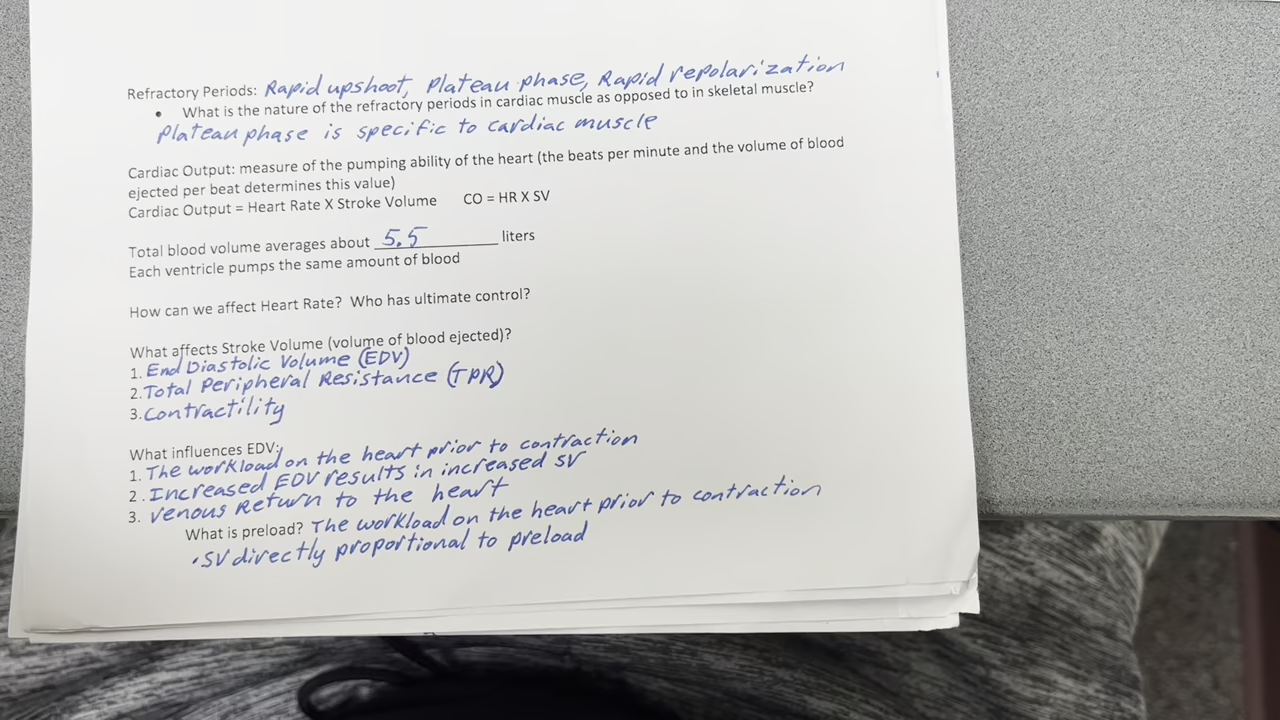 Refractory Periods: Rapid upshoot, Plateau phase, Rapid repolarization
• What is the nature of the refractory periods in cardiac muscle as opposed to in skeletal muscle?
Plateau phase is specific to cardiac muscle
Cardiac Output: measure of the pumping ability of the heart (the beats per minute and the volume of blood
ejected per beat determines this value)
Cardiac Output = Heart Rate X Stroke Volume CO = HR X SV
Total blood volume averages about 5.5 liters
Each ventricle pumps the same amount of blood
How can we affect Heart Rate? Who has ultimate control?
What affects Stroke Volume (volume of blood ejected)?
1. End Diastolic Volume (EDV)
2. Total Peripheral Resistance (TPR)
3. Contractility
What influences EDV:
1. The workload on the heart prior to contraction
2. Increased EDV results in increased SV
3. Venous Return to the heart
What is preload? The workload on the heart prior to contraction
• SV directly proportional to preload